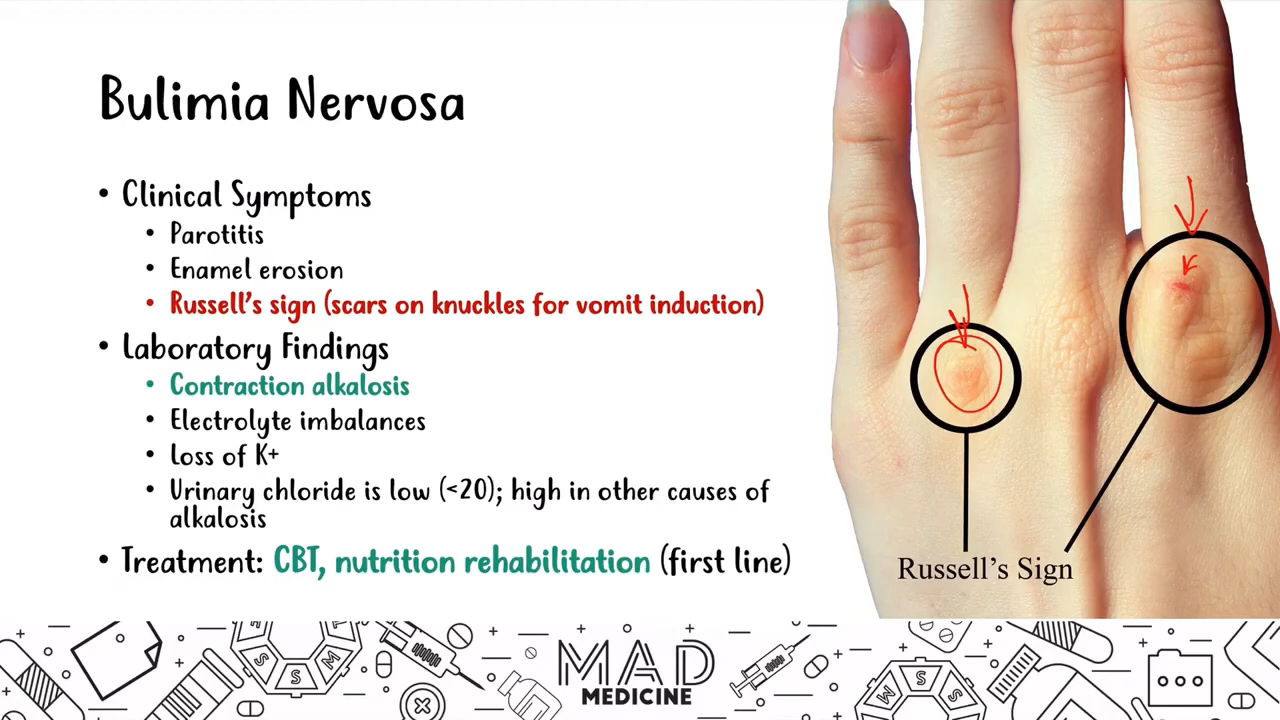 Bulimia Nervosa
• Clinical Symptoms
• Parotitis
• Enamel erosion
• Russell's sign (scars on knuckles for vomit induction)
• Laboratory Findings
• Contraction alkalosis
• Electrolyte imbalances
• Loss of K+
• Urinary chloride is low (<20); high in other causes of
alkalosis
• Treatment: CBT, nutrition rehabilitation (first line)
Russell's Sign
S
S
M
MAD
MEDICINE
M
S
S